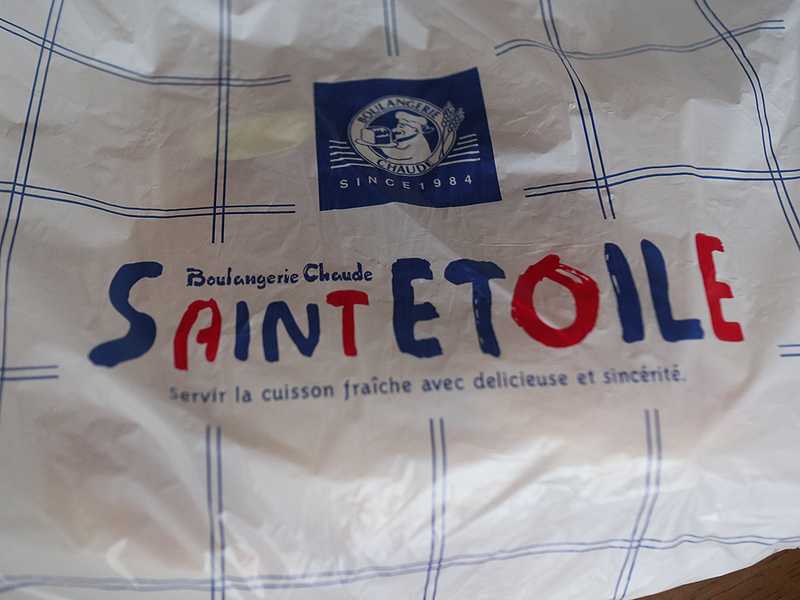 BOULANGERIE
CHAUDE
SINCE 1984
Boulangerie Chaude
SAINT ETOILE
Servir la cuisson fraîche avec delicieuse et sincérité.